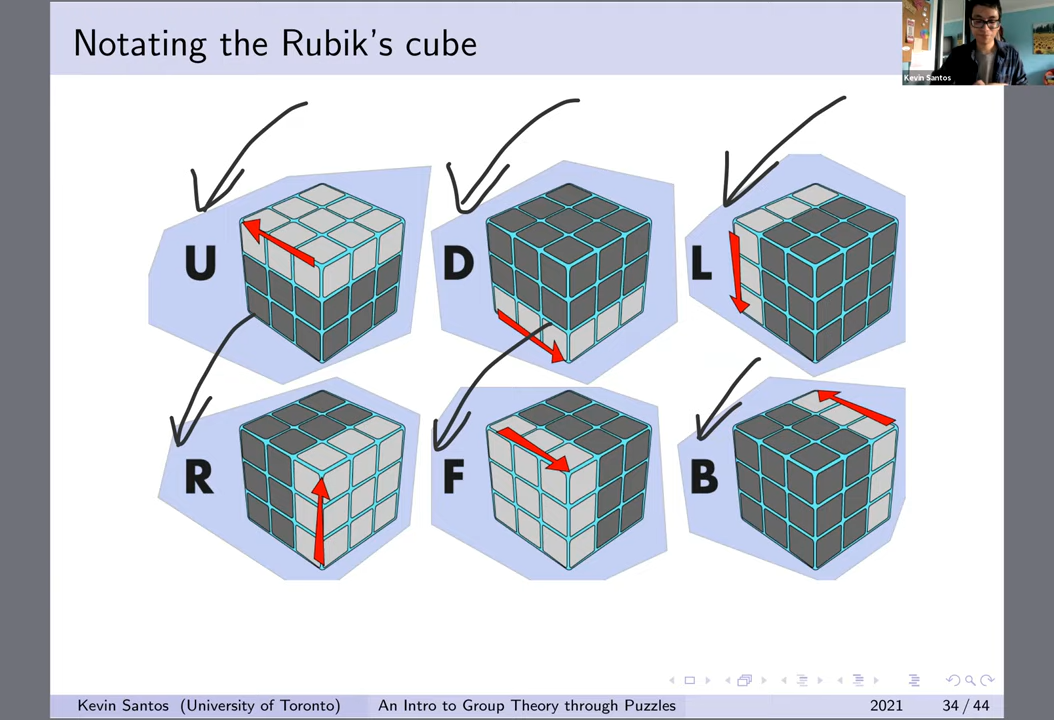 Notating the Rubik's cube
Kevin Santos
U
D
L
R
F
B
Kevin Santos (University of Toronto)
An Intro to Group Theory through Puzzles
2021
34 / 44